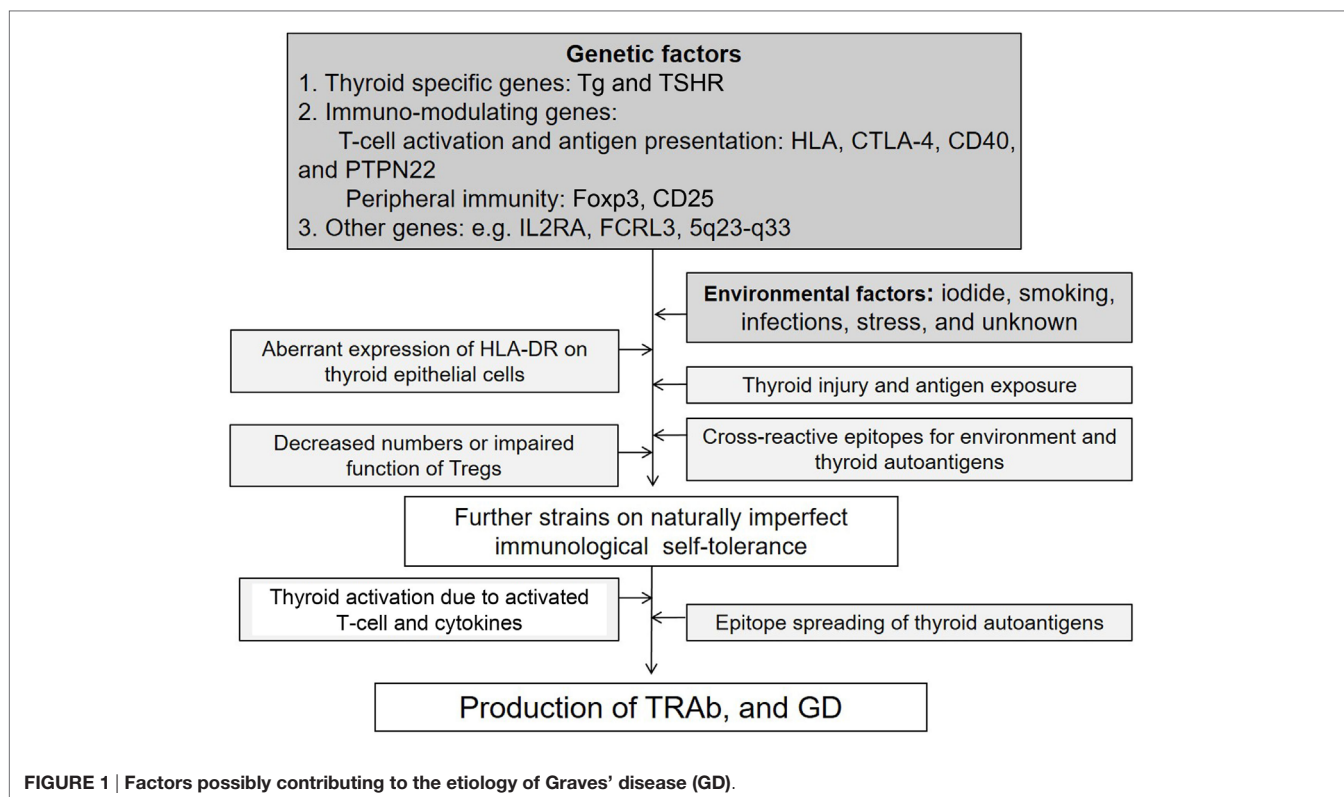 Genetic factors
1. Thyroid specific genes: Tg and TSHR
2. Immuno-modulating genes:
T-cell activation and antigen presentation: HLA, CTLA-4, CD40,
and PTPN22
Peripheral immunity: Foxp3, CD25
3. Other genes: e.g. IL2RA, FCRL3, 5q23-q33
Environmental factors: iodide, smoking,
infections, stress, and unknown
Aberrant expression of HLA-DR on
thyroid epithelial cells
Thyroid injury and antigen exposure
Cross-reactive epitopes for environment and
thyroid autoantigens
Decreased numbers or impaired
function of Tregs
Further strains on naturally imperfect
immunological self-tolerance
Thyroid activation due to activated
T-cell and cytokines
Epitope spreading of thyroid autoantigens
Production of TRAb, and GD
FIGURE 1 | Factors possibly contributing to the etiology of Graves' disease (GD).